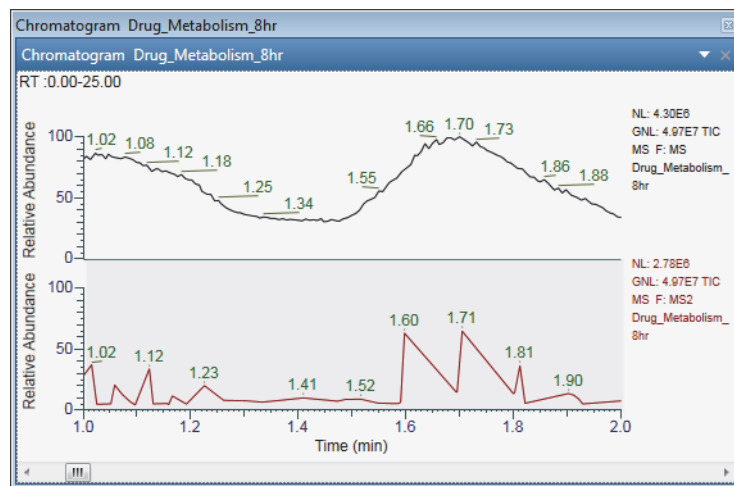 Chromatogram Drug_Metabolism_8hr
Chromatogram Drug_Metabolism_8hr
RT :0.00-25.00
NL: 4.30E6
GNL: 4.97E7 TIC
MS F: MS
Drug_Metabolism_
8hr
Relative Abundance
100
50
0
1.02
1.08
1.12
1.18
1.25
1.34
1.55
1.66
1.70
1.73
1.86
1.88
NL: 2.78E6
GNL: 4.97E7 TIC
MS F: MS2
Drug_Metabolism_
8hr
Relative Abundance
100
50
0
1.02
1.12
1.23
1.41
1.52
1.60
1.71
1.81
1.90
1.0 1.2 1.4 1.6 1.8 2.0
Time (min)